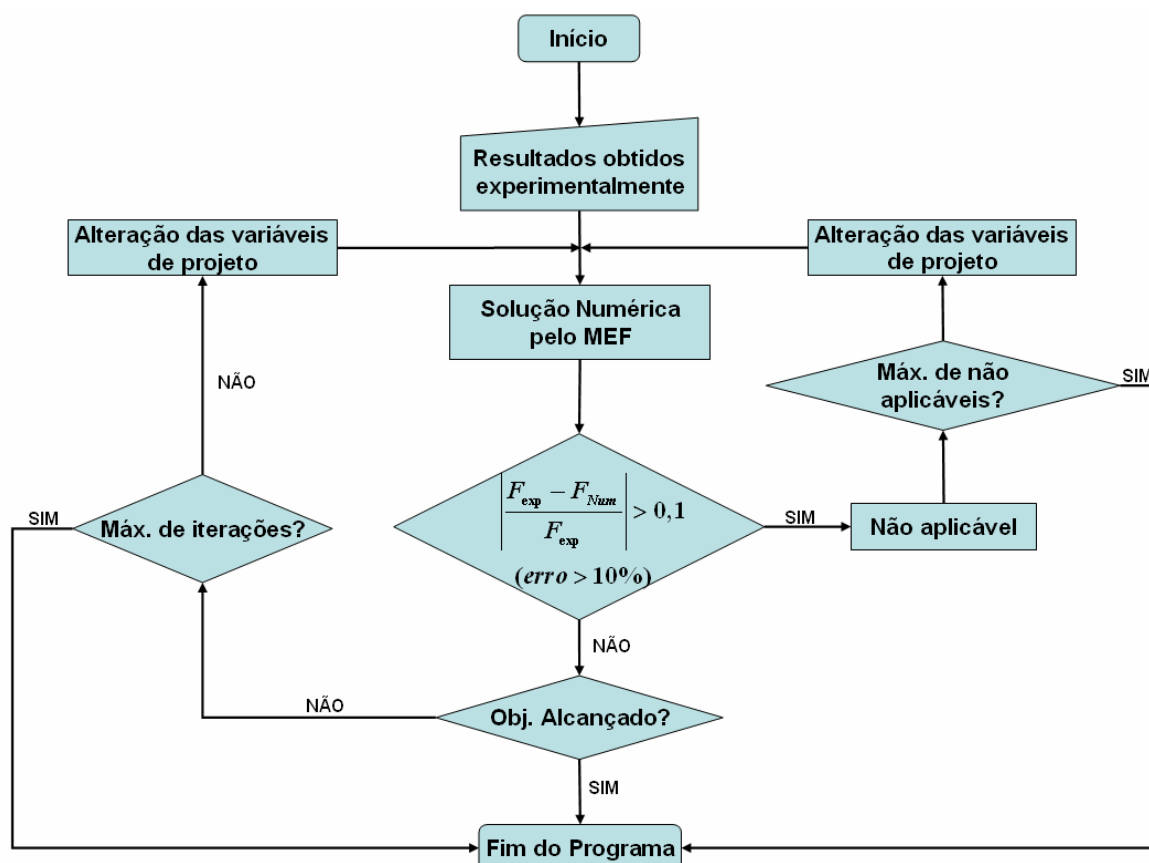 Início
Resultados obtidos
experimentalmente
Alteração das variáveis
de projeto
Alteração das variáveis
de projeto
Solução Numérica
pelo MEF
NÃO
Máx. de não
aplicáveis?
SIM
|(F_exp − F_Num) / F_exp| > 0,1
(erro > 10%)
SIM
Não aplicável
SIM
Máx. de iterações?
NÃO
NÃO
Obj. Alcançado?
SIM
Fim do Programa